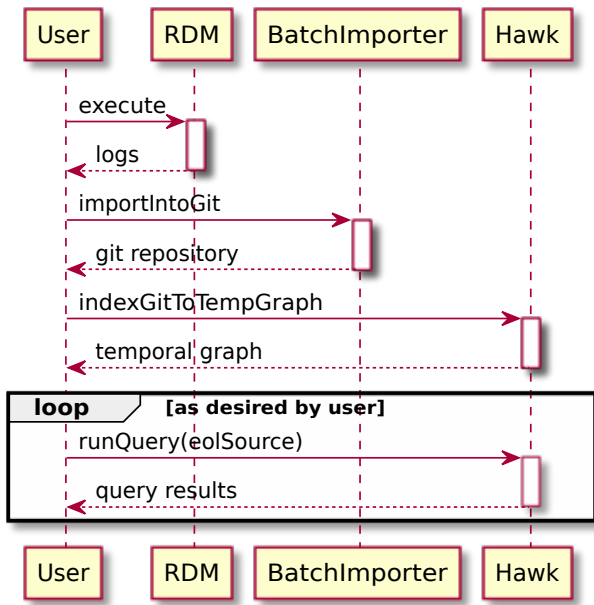 User RDM BatchImporter Hawk
execute
logs
importIntoGit
git repository
indexGitToTempGraph
temporal graph
loop [as desired by user]
runQuery(eolSource)
query results
User RDM BatchImporter Hawk